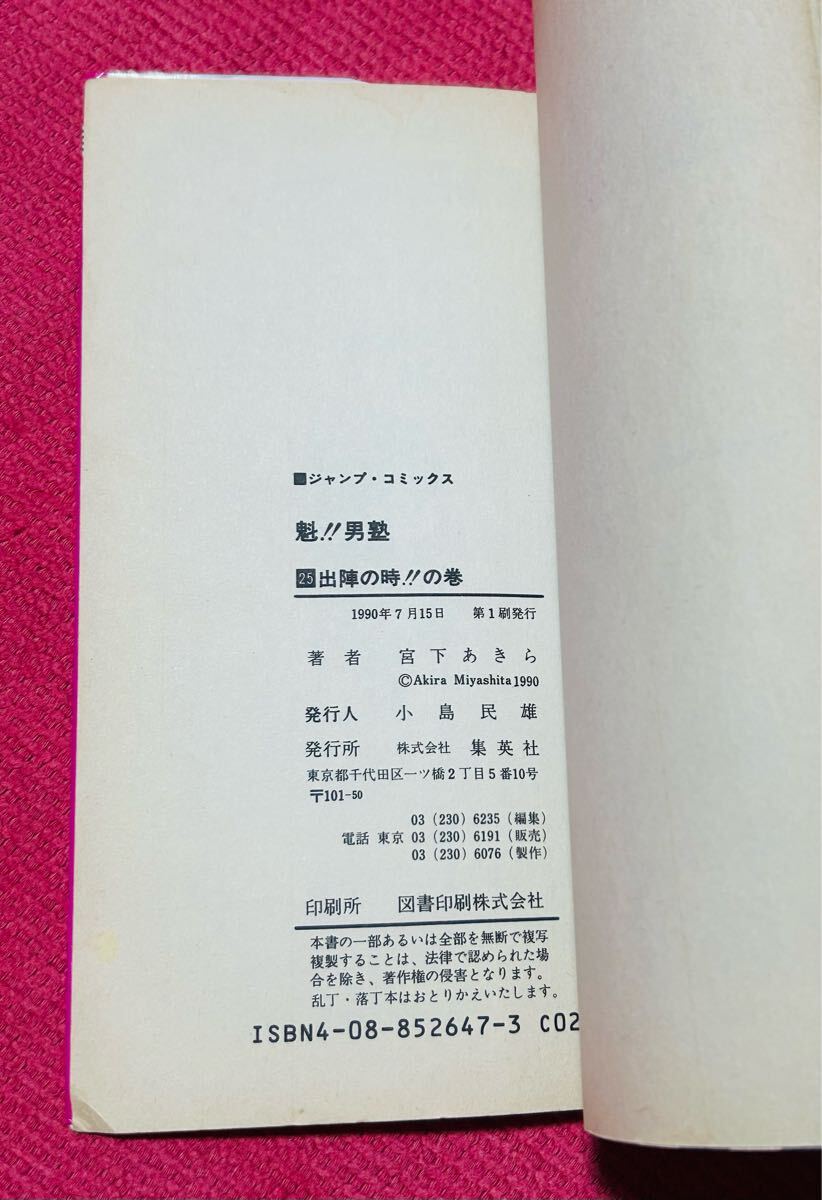 ■ジャンプ・コミックス
魁!!男塾
25出陣の時!!の巻
1990年7月15日 第1刷発行
著者 宮下あきら
©Akira Miyashita 1990
発行人 小島民雄
発行所 株式会社 集英社
東京都千代田区一ツ橋2丁目5番10号
〒101-50
03(230)6235(編集)
電話 東京 03(230)6191(販売)
03(230)6076(製作)
印刷所 図書印刷株式会社
本書の一部あるいは全部を無断で複写
複製することは、法律で認められた場
合を除き、著作権の侵害となります。
乱丁・落丁本はおとりかえいたします。
ISBN4-08-852647-3 C02